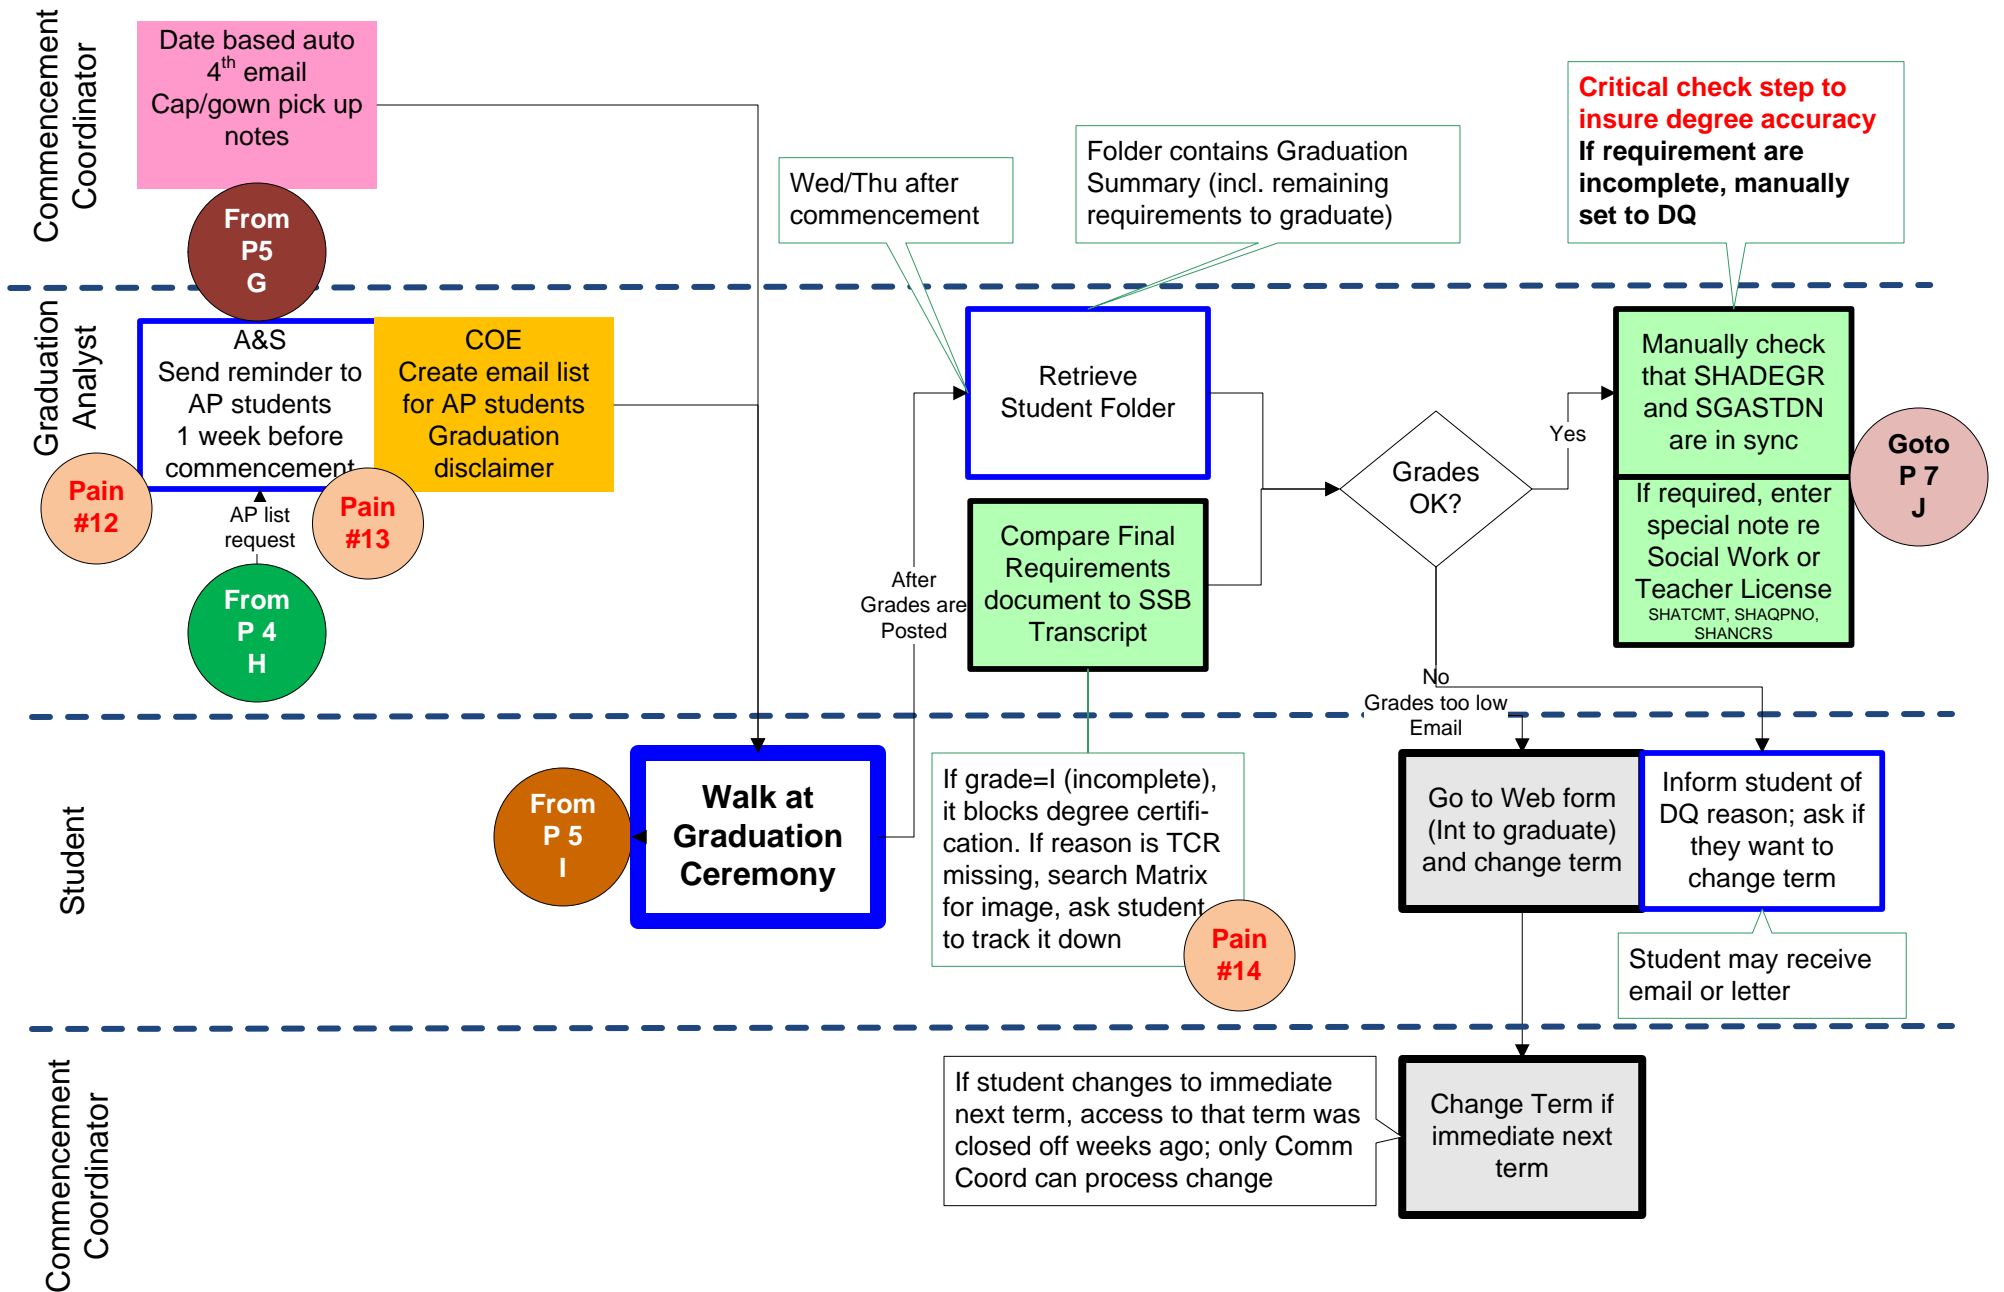 Commencement
Coordinator
Date based auto
4th email
Cap/gown pick up
notes
From
P5
G
Wed/Thu after
commencement
Folder contains Graduation
Summary (incl. remaining
requirements to graduate)
Critical check step to
insure degree accuracy
If requirement are
incomplete, manually
set to DQ
Graduation
Analyst
A&S
Send reminder to
AP students
1 week before
commencement
COE
Create email list
for AP students
Graduation
disclaimer
Pain
#12
Pain
#13
AP list
request
From
P 4
H
Retrieve
Student Folder
After
Grades are
Posted
Compare Final
Requirements
document to SSB
Transcript
Grades
OK?
Yes
Manually check
that SHADEGR
and SGASTDN
are in sync
If required, enter
special note re
Social Work or
Teacher License
SHATCMT, SHAQPNO,
SHANCRS
Goto
P 7
J
No
Grades too low
Email
Student
From
P 5
I
Walk at
Graduation
Ceremony
If grade=I (incomplete),
it blocks degree certifi-
cation. If reason is TCR
missing, search Matrix
for image, ask student
to track it down
Pain
#14
Go to Web form
(Int to graduate)
and change term
Inform student of
DQ reason; ask if
they want to
change term
Student may receive
email or letter
Commencement
Coordinator
If student changes to immediate
next term, access to that term was
closed off weeks ago; only Comm
Coord can process change
Change Term if
immediate next
term